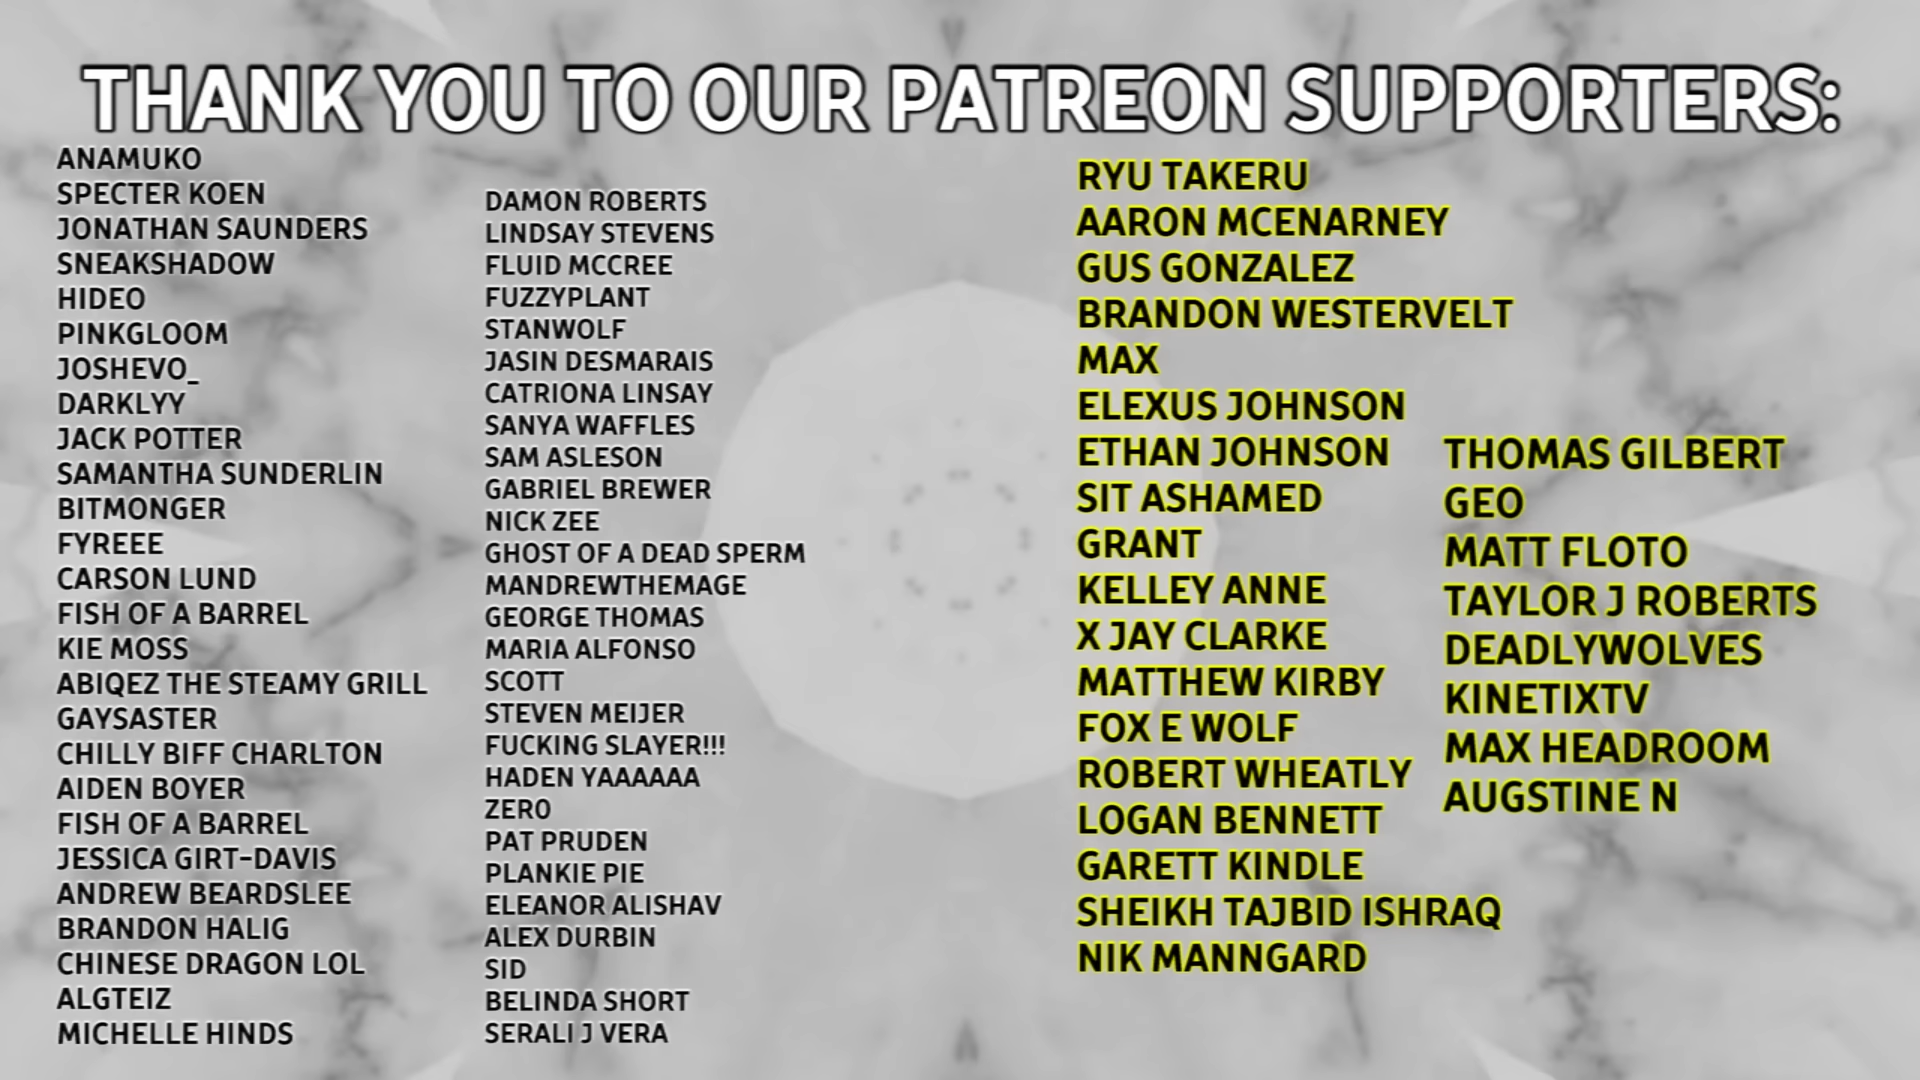 THANK YOU TO OUR PATREON SUPPORTERS:
ANAMUKO
SPECTER KOEN
JONATHAN SAUNDERS
SNEAKSHADOW
HIDEO
PINKGLOOM
JOSHEVO_
DARKLYY
JACK POTTER
SAMANTHA SUNDERLIN
BITMONGER
FYREEE
CARSON LUND
FISH OF A BARREL
KIE MOSS
ABIQEZ THE STEAMY GRILL
GAYSASTER
CHILLY BIFF CHARLTON
AIDEN BOYER
FISH OF A BARREL
JESSICA GIRT-DAVIS
ANDREW BEARDSLEE
BRANDON HALIG
CHINESE DRAGON LOL
ALGTEIZ
MICHELLE HINDS
DAMON ROBERTS
LINDSAY STEVENS
FLUID MCCREE
FUZZYPLANT
STANWOLF
JASIN DESMARAIS
CATRIONA LINSAY
SANYA WAFFLES
SAM ASLESON
GABRIEL BREWER
NICK ZEE
GHOST OF A DEAD SPERM
MANDREWTHEMAGE
GEORGE THOMAS
MARIA ALFONSO
SCOTT
STEVEN MEIJER
FUCKING SLAYER!!!
HADEN YAAAAAA
ZER0
PAT PRUDEN
PLANKIE PIE
ELEANOR ALISHAV
ALEX DURBIN
SID
BELINDA SHORT
SERALI J VERA
RYU TAKERU
AARON MCENARNEY
GUS GONZALEZ
BRANDON WESTERVELT
MAX
ELEXUS JOHNSON
ETHAN JOHNSON
SIT ASHAMED
GRANT
KELLEY ANNE
X JAY CLARKE
MATTHEW KIRBY
FOX E WOLF
ROBERT WHEATLY
LOGAN BENNETT
GARETT KINDLE
SHEIKH TAJBID ISHRAQ
NIK MANNGARD
THOMAS GILBERT
GEO
MATT FLOTO
TAYLOR J ROBERTS
DEADLYWOLVES
KINETIXTV
MAX HEADROOM
AUGSTINE N